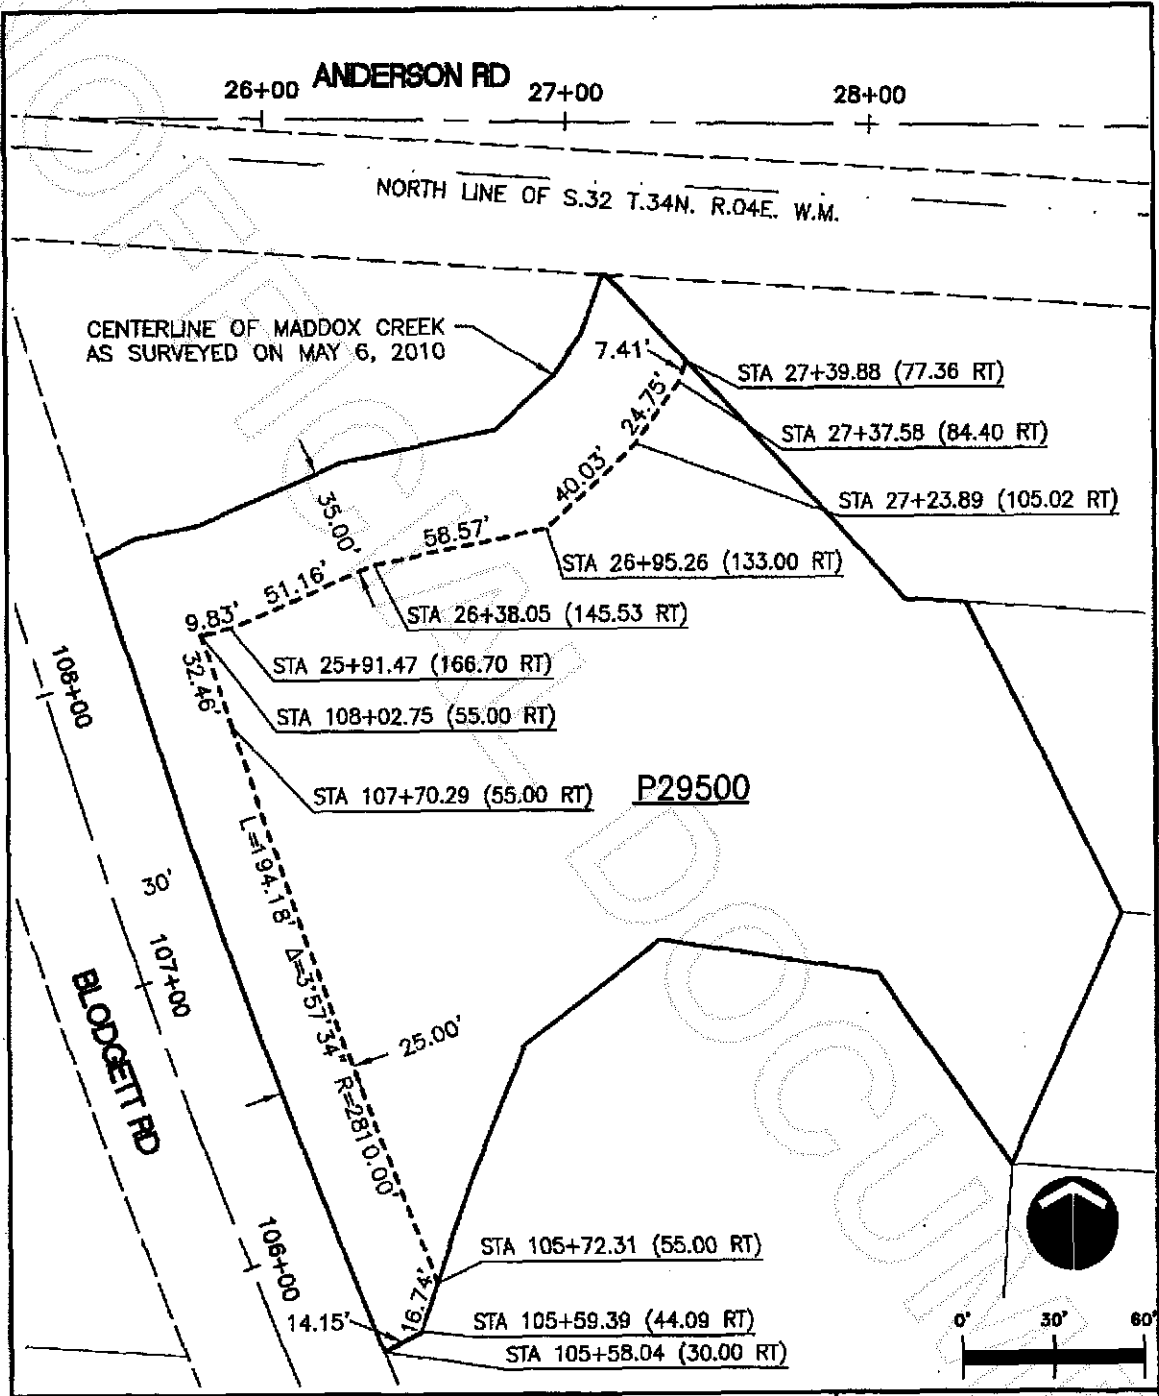 ANDERSON RD
26+00
27+00
28+00
NORTH LINE OF S.32 T.34N. R.04E. W.M.
CENTERLINE OF MADDOX CREEK
AS SURVEYED ON MAY 6, 2010
7.41'
STA 27+39.88 (77.36 RT)
24.75'
STA 27+37.58 (84.40 RT)
40.03'
STA 27+23.89 (105.02 RT)
35.00'
58.57'
STA 26+95.26 (133.00 RT)
51.16'
9.83'
STA 26+38.05 (145.53 RT)
STA 25+91.47 (166.70 RT)
32.46'
108+00
STA 108+02.75 (55.00 RT)
STA 107+70.29 (55.00 RT)
P29500
L=194.18' Δ=3°57'34" R=2810.00'
30'
107+00
BLODGETT RD
25.00'
106+00
STA 105+72.31 (55.00 RT)
16.74'
14.15'
STA 105+59.39 (44.09 RT)
STA 105+58.04 (30.00 RT)
0' 30' 60'
UNOFFICIAL DOCUMENT